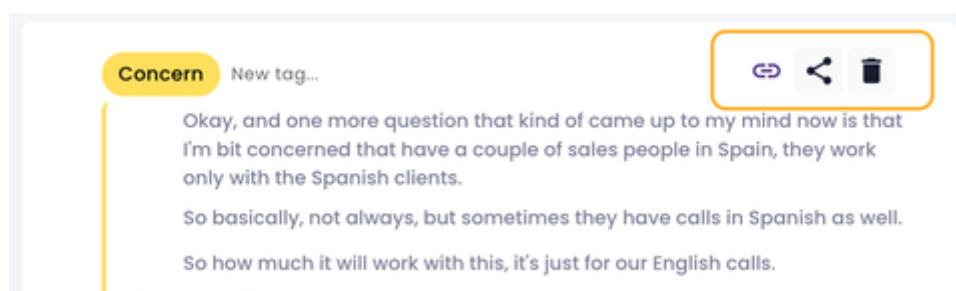 Concern New tag...
Okay, and one more question that kind of came up to my mind now is that
I'm bit concerned that have a couple of sales people in Spain, they work
only with the Spanish clients.
So basically, not always, but sometimes they have calls in Spanish as well.
So how much it will work with this, it's just for our English calls.